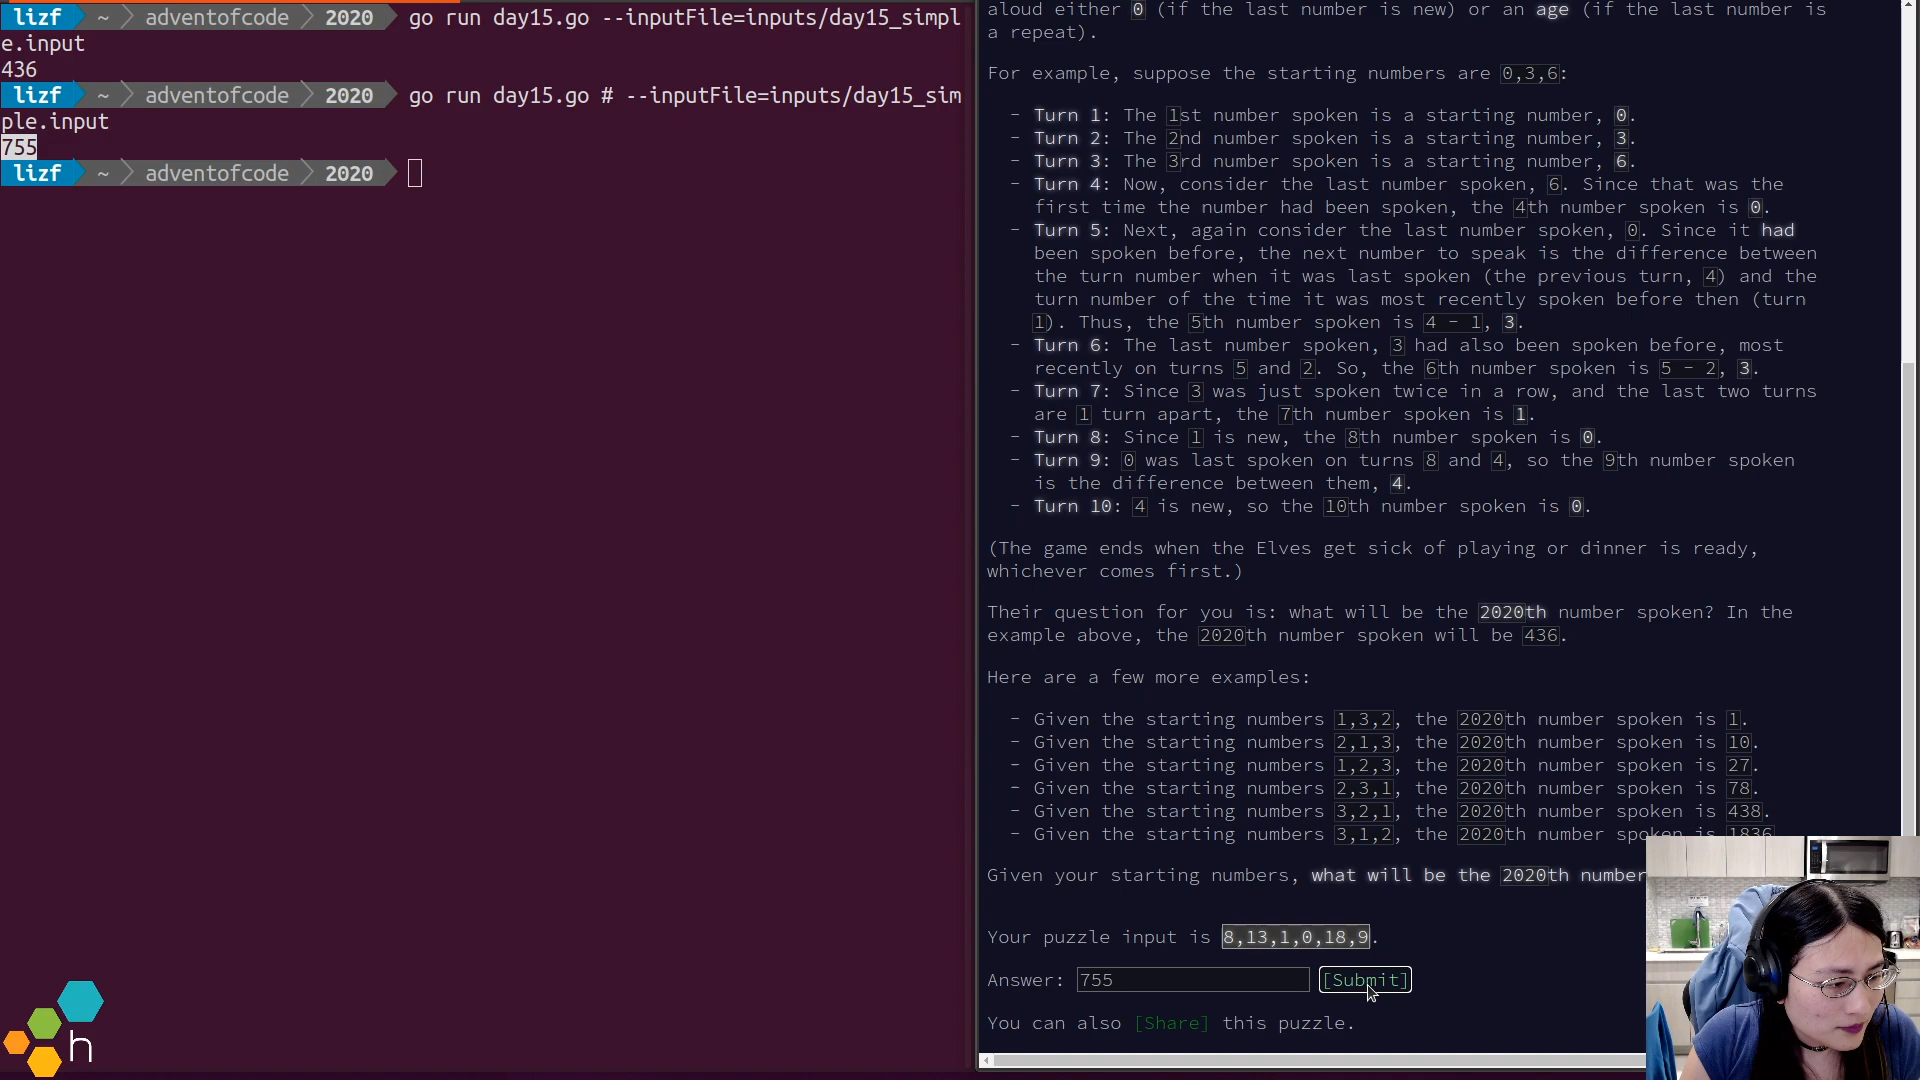 lizf ~ adventofcode 2020 go run day15.go --inputFile=inputs/day15_simpl
e.input
436
lizf ~ adventofcode 2020 go run day15.go # --inputFile=inputs/day15_sim
ple.input
755
lizf ~ adventofcode 2020
h
aloud either 0 (if the last number is new) or an age (if the last number is
a repeat).
For example, suppose the starting numbers are 0,3,6:
- Turn 1: The 1st number spoken is a starting number, 0.
- Turn 2: The 2nd number spoken is a starting number, 3.
- Turn 3: The 3rd number spoken is a starting number, 6.
- Turn 4: Now, consider the last number spoken, 6. Since that was the
first time the number had been spoken, the 4th number spoken is 0.
- Turn 5: Next, again consider the last number spoken, 0. Since it had
been spoken before, the next number to speak is the difference between
the turn number when it was last spoken (the previous turn, 4) and the
turn number of the time it was most recently spoken before then (turn
1). Thus, the 5th number spoken is 4 - 1, 3.
- Turn 6: The last number spoken, 3 had also been spoken before, most
recently on turns 5 and 2. So, the 6th number spoken is 5 - 2, 3.
- Turn 7: Since 3 was just spoken twice in a row, and the last two turns
are 1 turn apart, the 7th number spoken is 1.
- Turn 8: Since 1 is new, the 8th number spoken is 0.
- Turn 9: 0 was last spoken on turns 8 and 4, so the 9th number spoken
is the difference between them, 4.
- Turn 10: 4 is new, so the 10th number spoken is 0.
(The game ends when the Elves get sick of playing or dinner is ready,
whichever comes first.)
Their question for you is: what will be the 2020th number spoken? In the
example above, the 2020th number spoken will be 436.
Here are a few more examples:
- Given the starting numbers 1,3,2, the 2020th number spoken is 1.
- Given the starting numbers 2,1,3, the 2020th number spoken is 10.
- Given the starting numbers 1,2,3, the 2020th number spoken is 27.
- Given the starting numbers 2,3,1, the 2020th number spoken is 78.
- Given the starting numbers 3,2,1, the 2020th number spoken is 438.
- Given the starting numbers 3,1,2, the 2020th number spoken is 1836
Given your starting numbers, what will be the 2020th number
Your puzzle input is 8,13,1,0,18,9.
Answer: 755 [Submit]
You can also [Share] this puzzle.